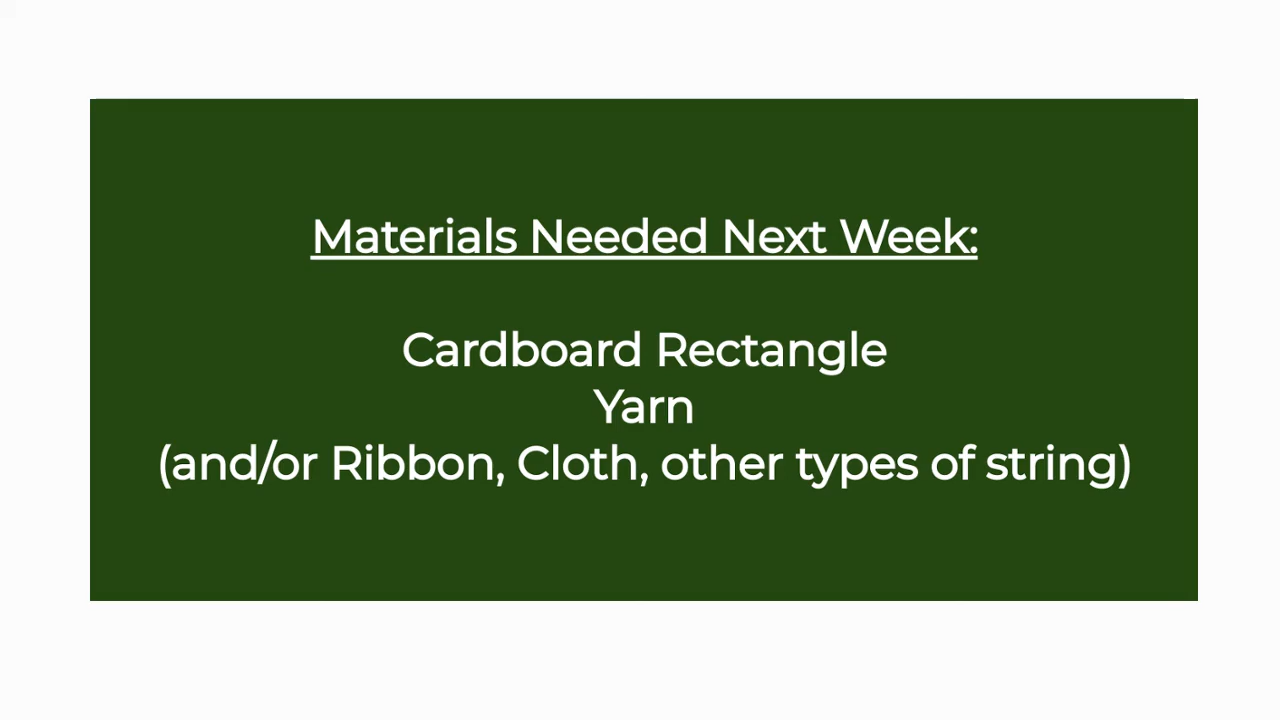 Materials Needed Next Week:
Cardboard Rectangle
Yarn
(and/or Ribbon, Cloth, other types of string)